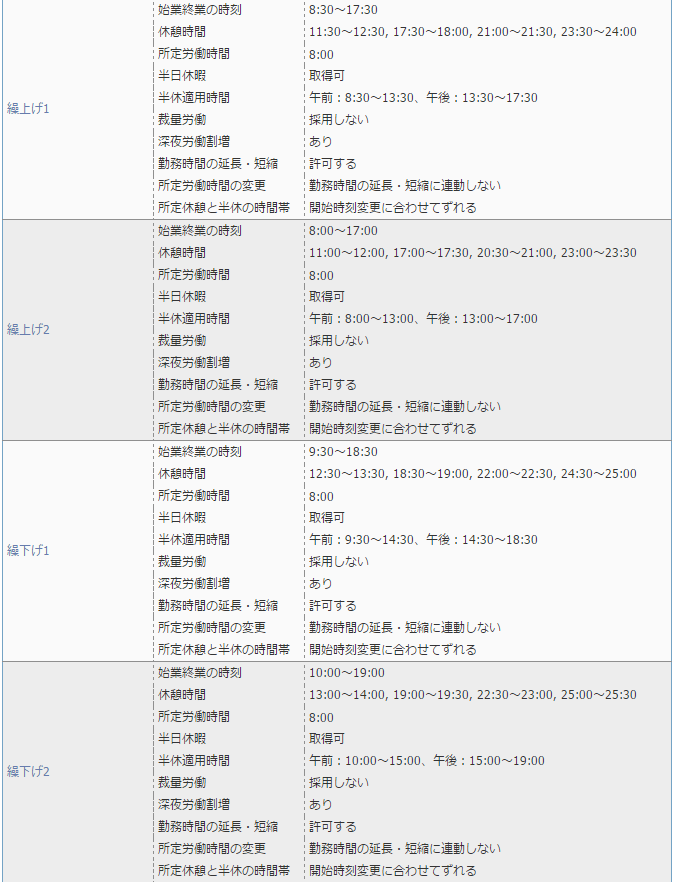 始業終業の時刻 8:30～17:30
休憩時間 11:30～12:30, 17:30～18:00, 21:00～21:30, 23:30～24:00
所定労働時間 8:00
半日休暇 取得可
半休適用時間 午前：8:30～13:30、午後：13:30～17:30
繰上げ1
裁量労働 採用しない
深夜労働割増 あり
勤務時間の延長・短縮 許可する
所定労働時間の変更 勤務時間の延長・短縮に連動しない
所定休憩と半休の時間帯 開始時刻変更に合わせてずれる
始業終業の時刻 8:00～17:00
休憩時間 11:00～12:00, 17:00～17:30, 20:30～21:00, 23:00～23:30
所定労働時間 8:00
半日休暇 取得可
半休適用時間 午前：8:00～13:00、午後：13:00～17:00
繰上げ2
裁量労働 採用しない
深夜労働割増 あり
勤務時間の延長・短縮 許可する
所定労働時間の変更 勤務時間の延長・短縮に連動しない
所定休憩と半休の時間帯 開始時刻変更に合わせてずれる
始業終業の時刻 9:30～18:30
休憩時間 12:30～13:30, 18:30～19:00, 22:00～22:30, 24:30～25:00
所定労働時間 8:00
半日休暇 取得可
半休適用時間 午前：9:30～14:30、午後：14:30～18:30
繰下げ1
裁量労働 採用しない
深夜労働割増 あり
勤務時間の延長・短縮 許可する
所定労働時間の変更 勤務時間の延長・短縮に連動しない
所定休憩と半休の時間帯 開始時刻変更に合わせてずれる
始業終業の時刻 10:00～19:00
休憩時間 13:00～14:00, 19:00～19:30, 22:30～23:00, 25:00～25:30
所定労働時間 8:00
半日休暇 取得可
半休適用時間 午前：10:00～15:00、午後：15:00～19:00
繰下げ2
裁量労働 採用しない
深夜労働割増 あり
勤務時間の延長・短縮 許可する
所定労働時間の変更 勤務時間の延長・短縮に連動しない
所定休憩と半休の時間帯 開始時刻変更に合わせてずれる